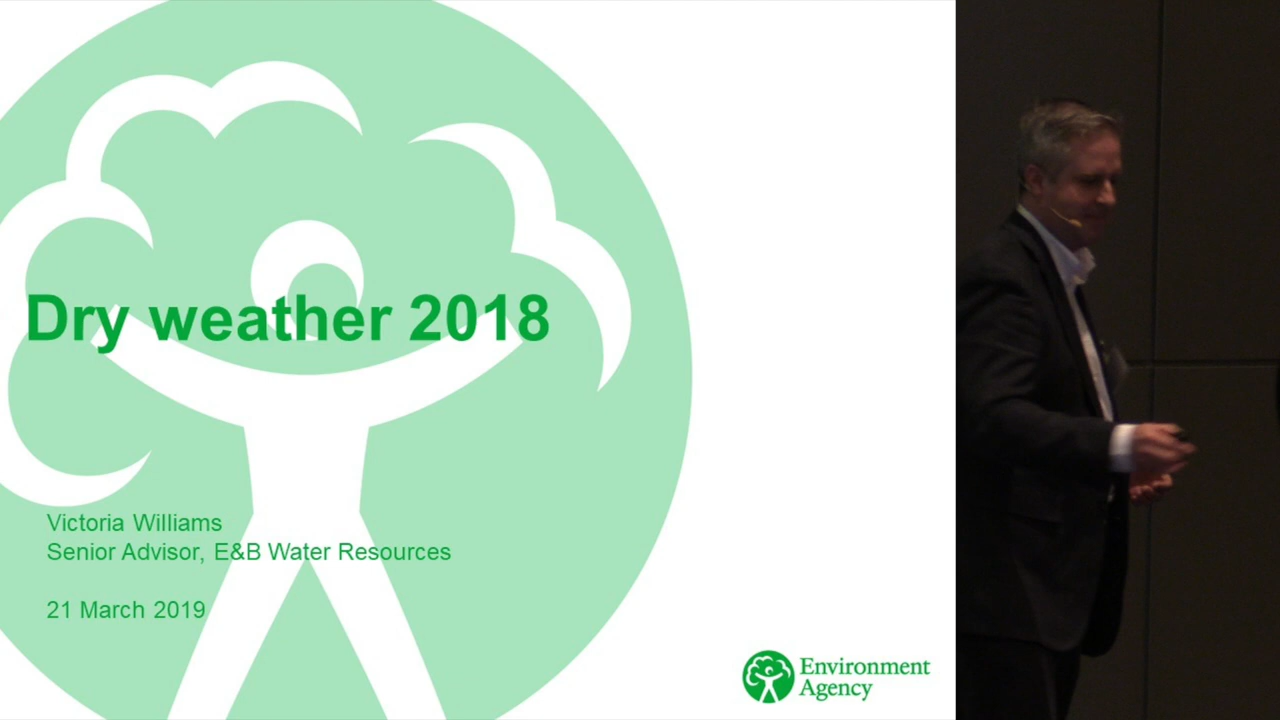 Dry weather 2018
Victoria Williams
Senior Advisor, E&B Water Resources
21 March 2019
Environment
Agency